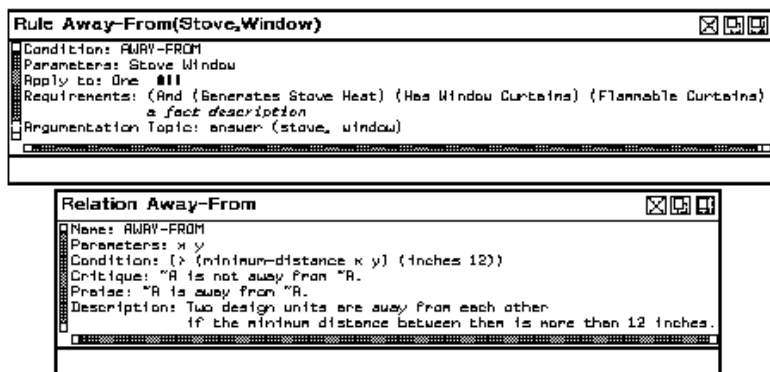 Rule Away-From(Stove,Window)
Condition: AWAY-FROM
Parameters: Stove Window
Apply to: One All
Requirements: (And (Generates Stove Heat) (Has Window Curtains) (Flammable Curtains)
a fact description
Argumentation Topic: answer (stove, window)
Relation Away-From
Name: AWAY-FROM
Parameters: x y
Condition: (> (minimum-distance x y) (inches 12))
Critique: ~A is not away from ~A.
Praise: ~A is away from ~A.
Description: Two design units are away from each other
if the minimum distance between them is more than 12 inches.